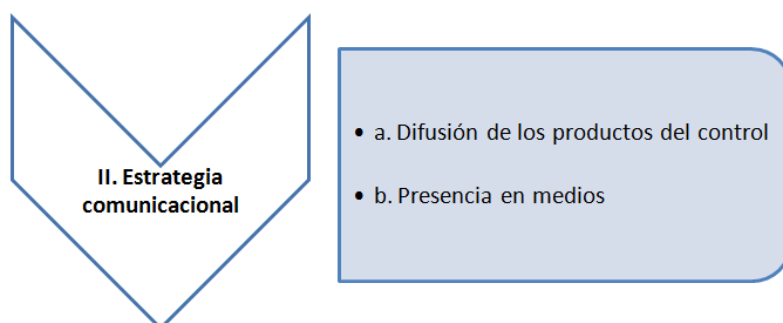 II. Estrategia
comunicacional
• a. Difusión de los productos del control
• b. Presencia en medios